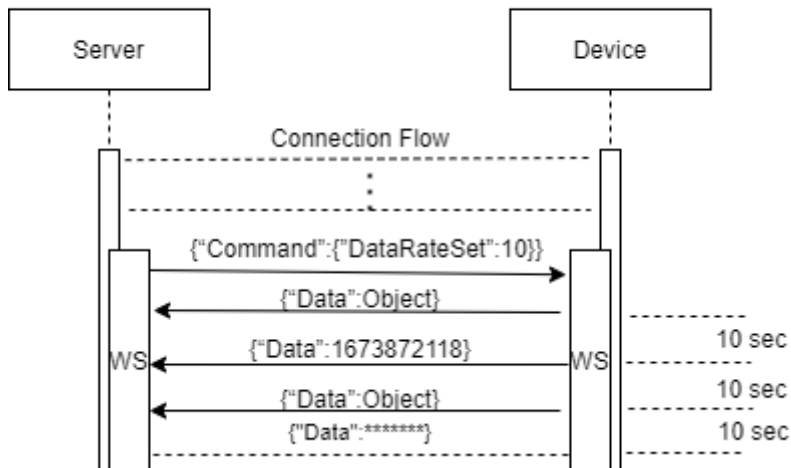 Server
Device
Connection Flow
{“Command”:{"DataRateSet":10}}
{“Data”:Object}
10 sec
WS
{“Data”:1673872118}
WS
{“Data”:Object}
10 sec
{"Data":*******}
10 sec